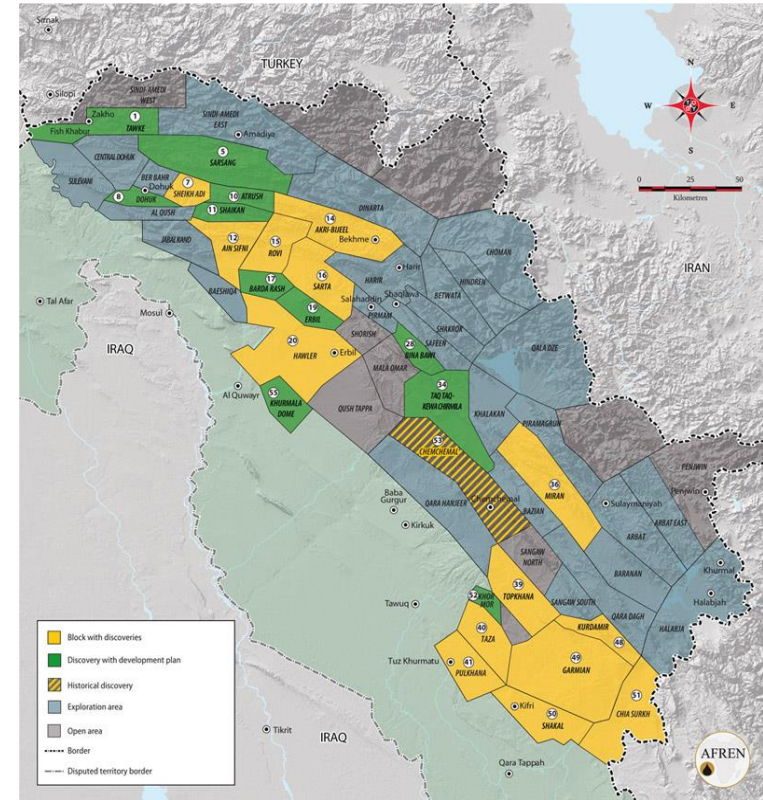 Sirnak
TURKEY
Silopi
SINDI-AMEDI
WEST
SINDI-AMEDI
EAST
N
W
E
S
0 25 50
Kilometres
Zakho
1
TAWKE
Fish Khabur
Amadiya
CENTRAL DOHUK
5
SARSANG
SULEVANI
BER BAHR
Dohuk
7
SHEIKH ADI
8
DOHUK
10
ATRUSH
11
SHAIKAN
AL QUSH
DINARTA
14
AKRI-BIJEEL
Bekhme
JABAL KAND
12
AIN SIFNI
15
ROVI
CHOMAN
IRAN
Harir
HARIR
HINDREN
BETWATA
16
SARTA
17
BARDA RASH
BAESHIQA
Tal Afar
Mosul
19
ERBIL
Salahaddin
Shaqlawa
PIRMAM
SHAKROK
SAFEEN
SHORISH
28
BINA BAWI
QALA DZE
IRAQ
20
HAWLER
Erbil
MALA OMAR
34
TAQ TAQ-
KEWA CHIRMILA
Al Quwayr
55
KHURMALA
DOME
QUSH TAPPA
KHALAKAN
PIRAMAGRUN
53
CHEMCHEMAL
36
MIRAN
PENJWIN
Penjwin
Baba
Gurgur
QARA HANJEER
Chemchemal
BAZIAN
Sulaymaniyah
Kirkuk
ARBAT
ARBAT EAST
SANGAW
NORTH
BARANAN
Khurmal
Halabjah
39
TOPKHANA
Tawuq
52
KHOR
MOR
SANGAW SOUTH
QARA DAGH
HALABJA
40
TAZA
KURDAMIR
48
Tuz Khurmatu
41
PULKHANA
49
GARMIAN
Kifri
50
SHAKAL
51
CHIA SURKH
Tikrit
IRAQ
Qara Tappah
Block with discoveries
Discovery with development plan
Historical discovery
Exploration area
Open area
Border
Disputed territory border
AFREN